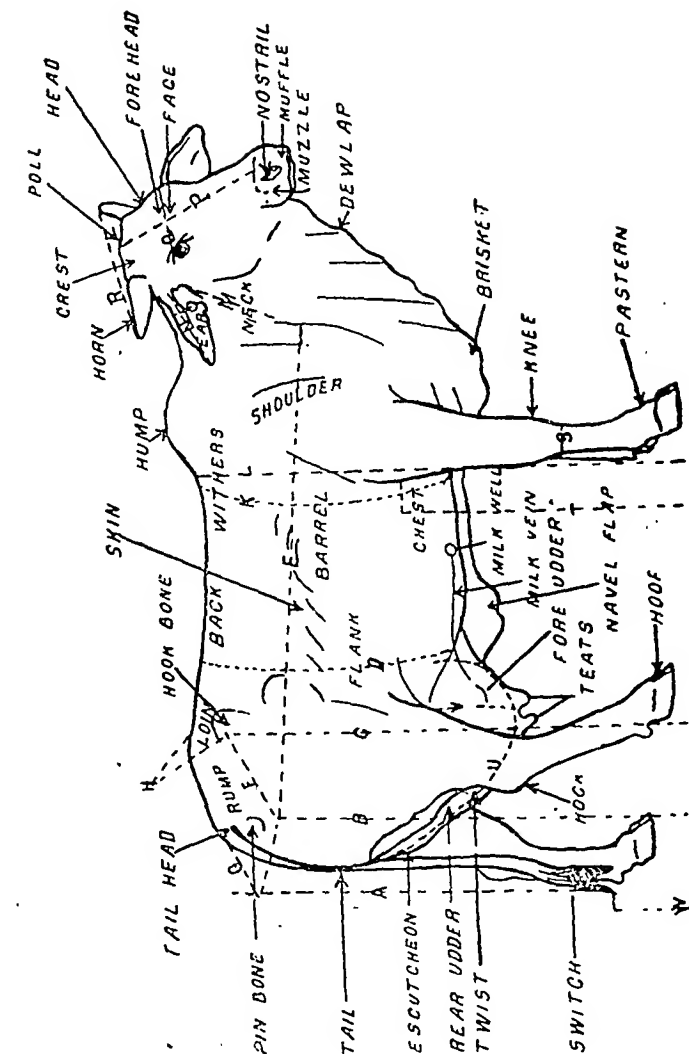 HEAD
POLL
FOREHEAD
FACE
CREST
R
HORN
NOSTRIL
MUFFLE
MUZZLE
P
O
EARS
M
NECK
DEWLAP
HUMP
SHOULDER
BRISKET
KNEE
PASTERN
S
SKIN
WITHERS
L
K
E
BARREL
CHEST
T
MILK WELL
MILK VEIN
FORE UDDER
NAVEL FLAP
TEATS
HOOF
HOOK BONE
BACK
LOIN
FLANK
D
H
G
V
U
TAIL HEAD
RUMP
Q
B
HOCK
PIN BONE
TAIL
A
ESCUTCHEON
REAR UDDER
TWIST
SWITCH